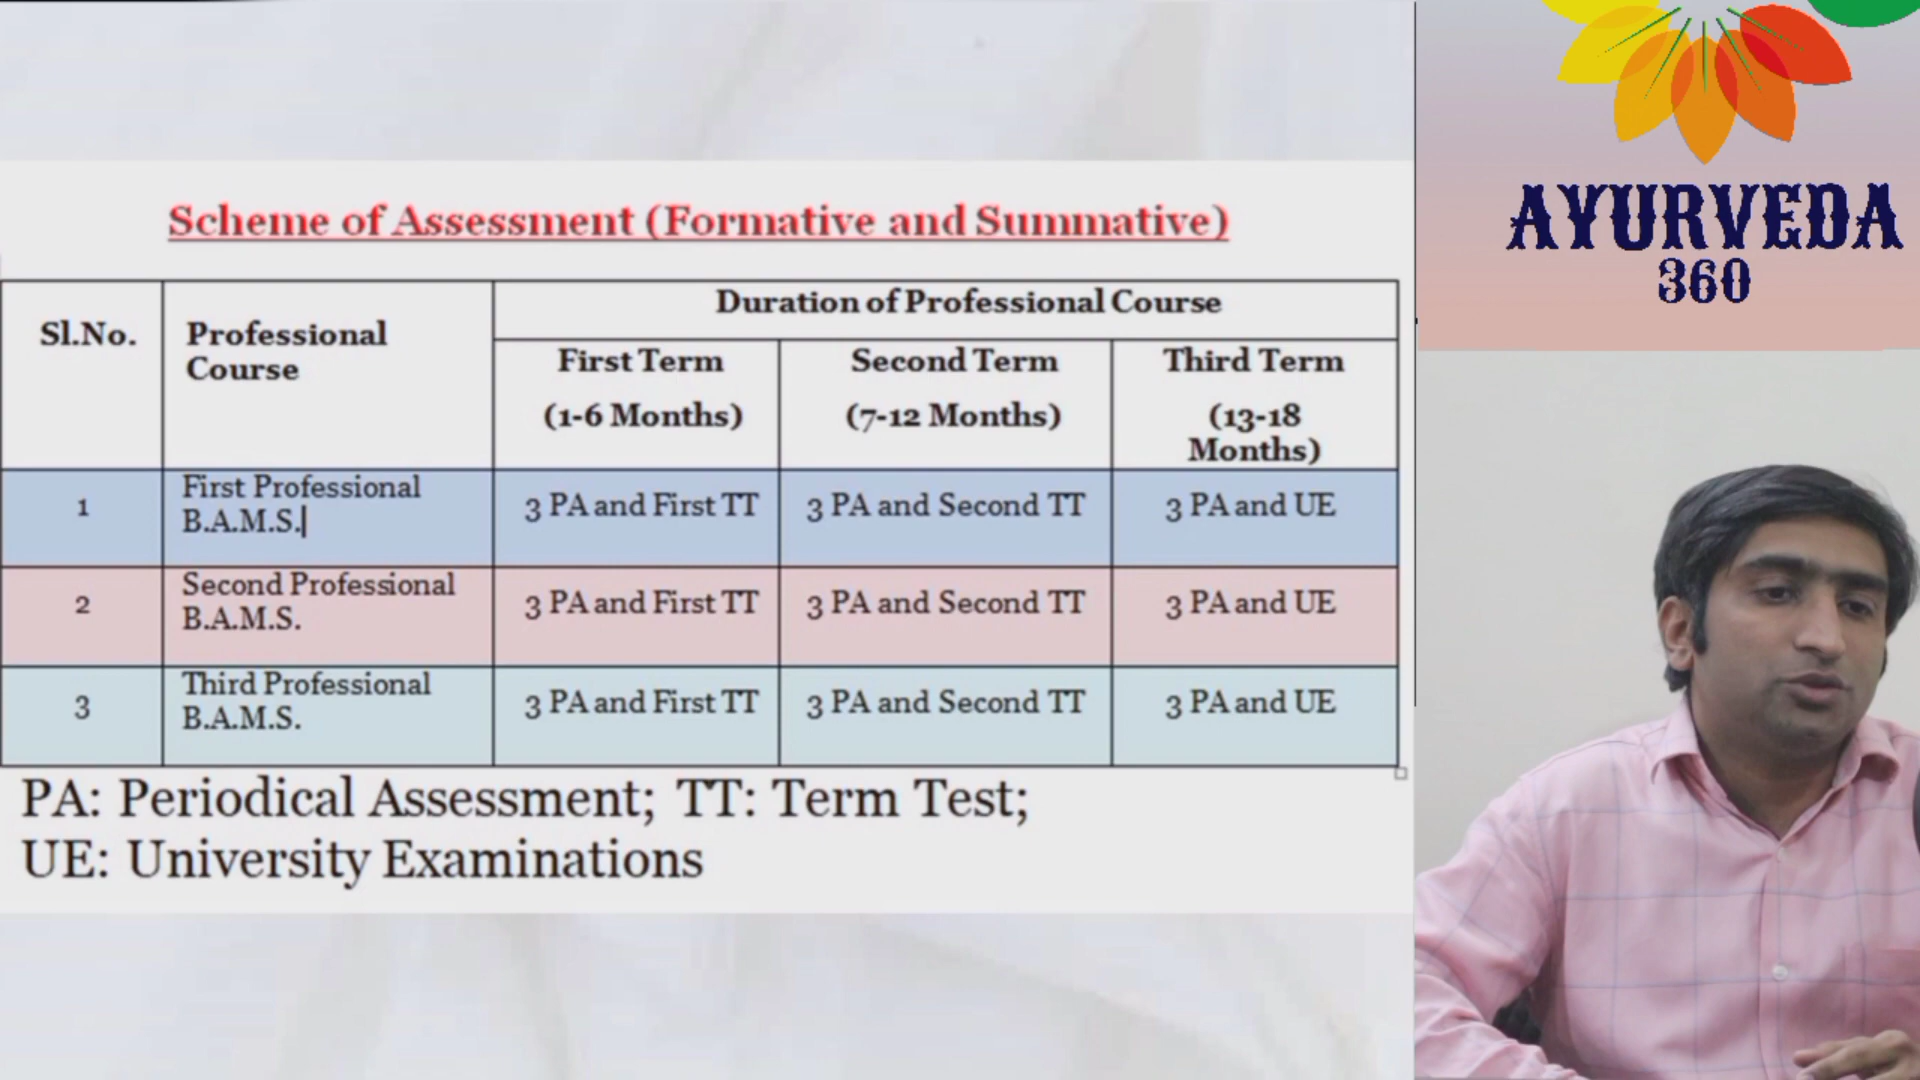 Scheme of Assessment (Formative and Summative)
Sl.No.
Professional
Course
Duration of Professional Course
First Term
(1-6 Months)
Second Term
(7-12 Months)
Third Term
(13-18
Months)
1
First Professional
B.A.M.S.
3 PA and First TT
3 PA and Second TT
3 PA and UE
2
Second Professional
B.A.M.S.
3 PA and First TT
3 PA and Second TT
3 PA and UE
3
Third Professional
B.A.M.S.
3 PA and First TT
3 PA and Second TT
3 PA and UE
PA: Periodical Assessment; TT: Term Test;
UE: University Examinations
AYURVEDA
360